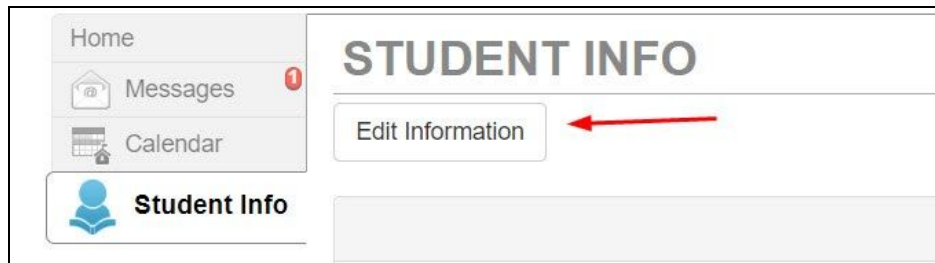 Home
Messages 1
Calendar
Student Info
STUDENT INFO
Edit Information